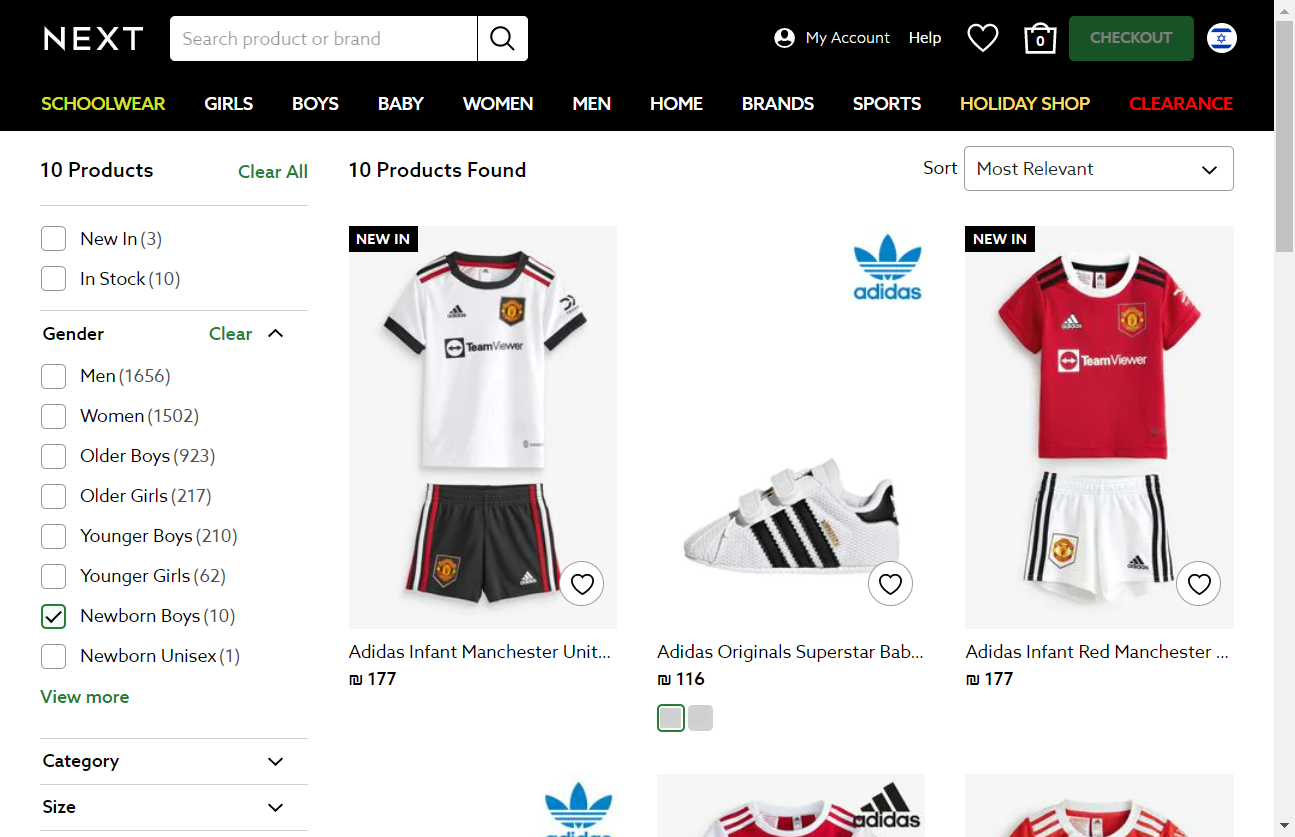 NEXT
Search product or brand
My Account
Help
0
CHECKOUT
SCHOOLWEAR
GIRLS
BOYS
BABY
WOMEN
MEN
HOME
BRANDS
SPORTS
HOLIDAY SHOP
CLEARANCE
10 Products
Clear All
10 Products Found
Sort
Most Relevant
New In (3)
In Stock (10)
Gender
Clear
Men (1656)
Women (1502)
Older Boys (923)
Older Girls (217)
Younger Boys (210)
Younger Girls (62)
Newborn Boys (10)
Newborn Unisex (1)
View more
Category
Size
NEW IN
TeamViewer
Adidas Infant Manchester Unit...
₪ 177
adidas
Adidas Originals Superstar Bab...
₪ 116
NEW IN
TeamViewer
Adidas Infant Red Manchester ...
₪ 177
adidas
adidas